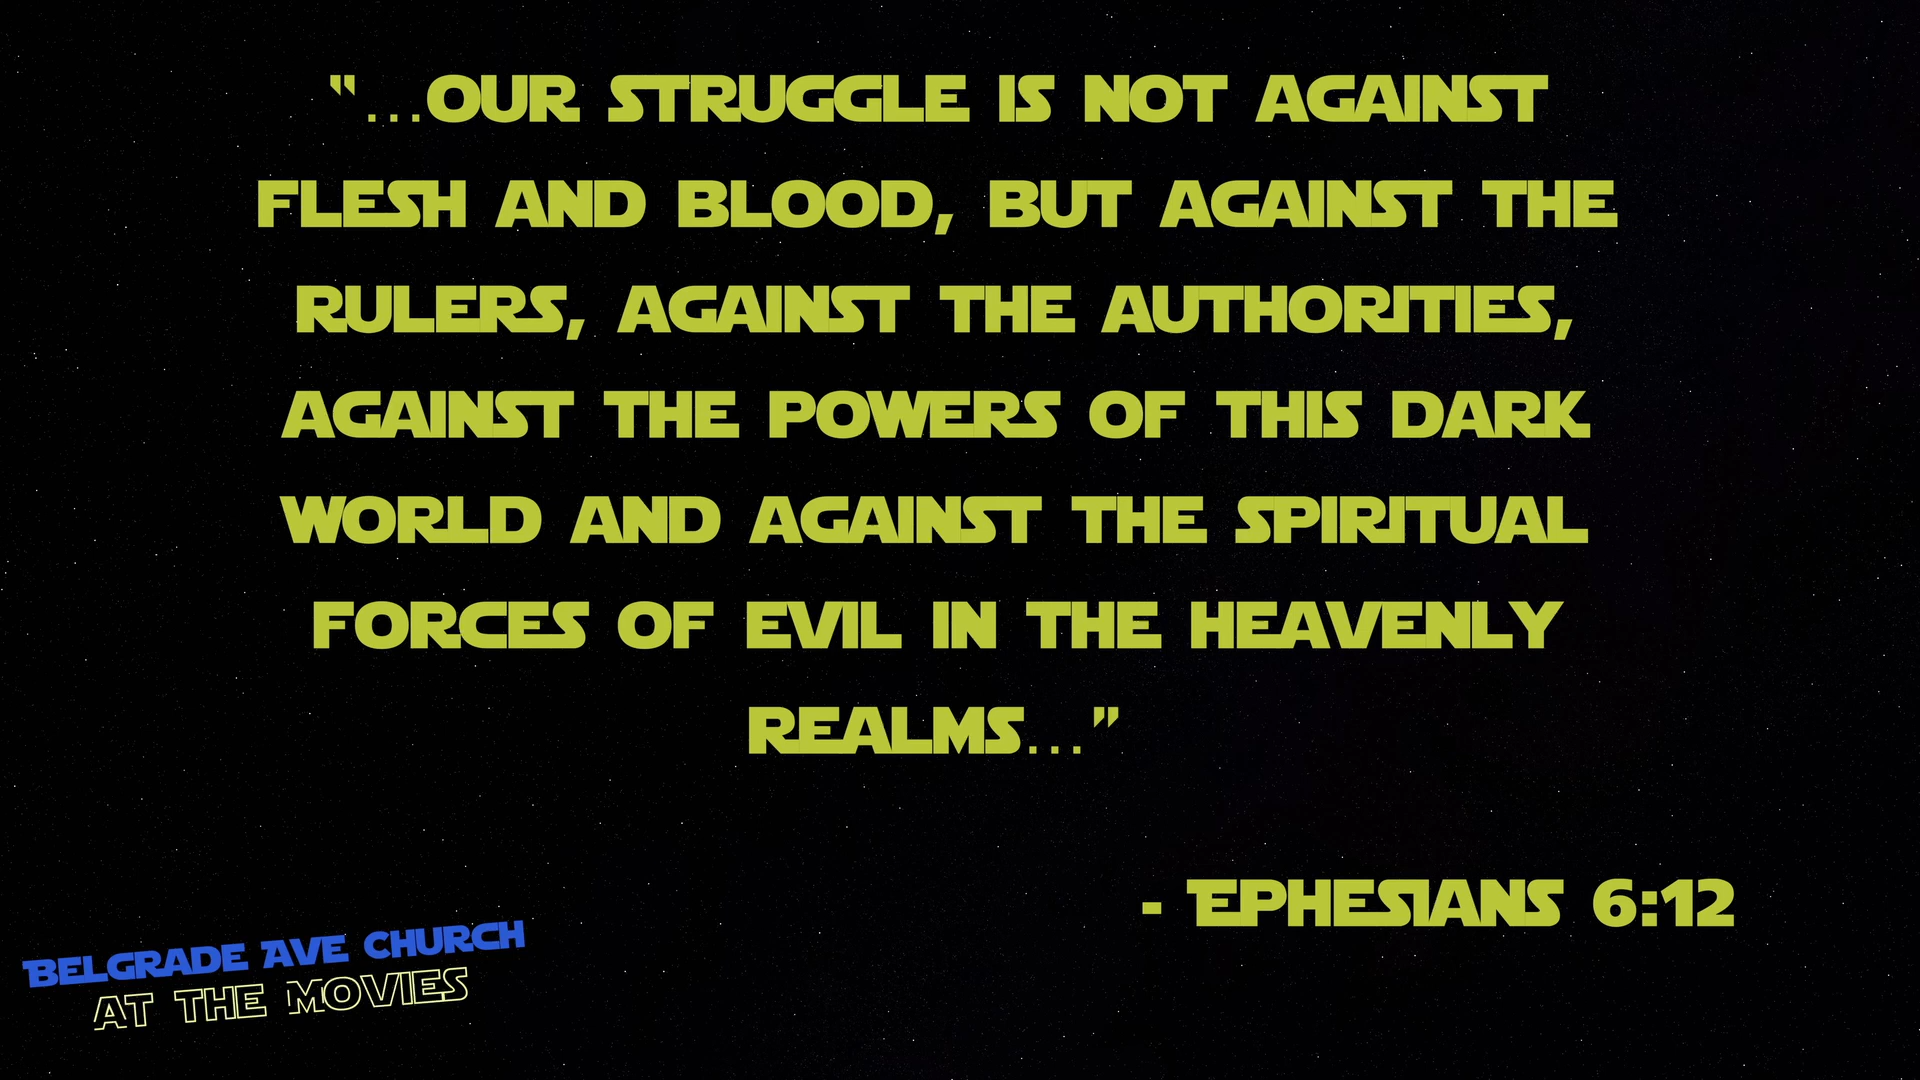 "...OUR STRUGGLE IS NOT AGAINST
FLESH AND BLOOD, BUT AGAINST THE
RULERS, AGAINST THE AUTHORITIES,
AGAINST THE POWERS OF THIS DARK
WORLD AND AGAINST THE SPIRITUAL
FORCES OF EVIL IN THE HEAVENLY
REALMS..."
- EPHESIANS 6:12
BELGRADE AVE CHURCH
AT THE MOVIES